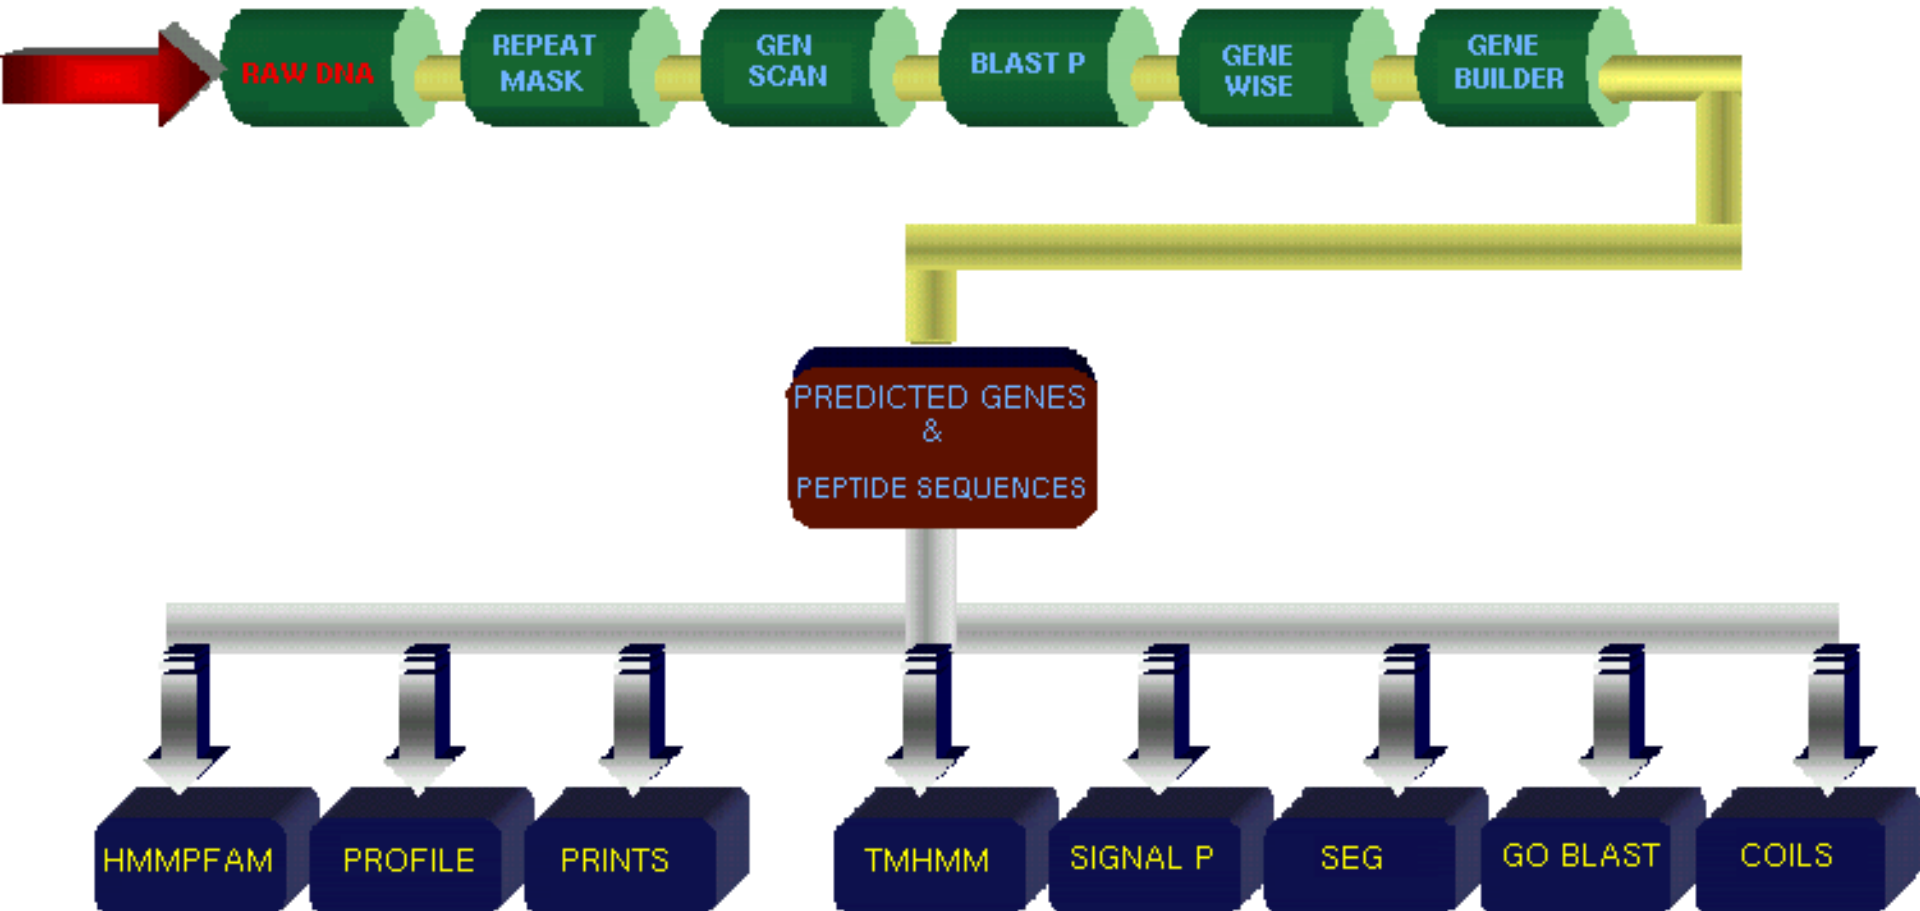 RAW DNA
REPEAT
MASK
GEN
SCAN
BLAST P
GENE
WISE
GENE
BUILDER
PREDICTED GENES
&
PEPTIDE SEQUENCES
HMMPFAM
PROFILE
PRINTS
TMHMM
SIGNAL P
SEG
GO BLAST
COILS